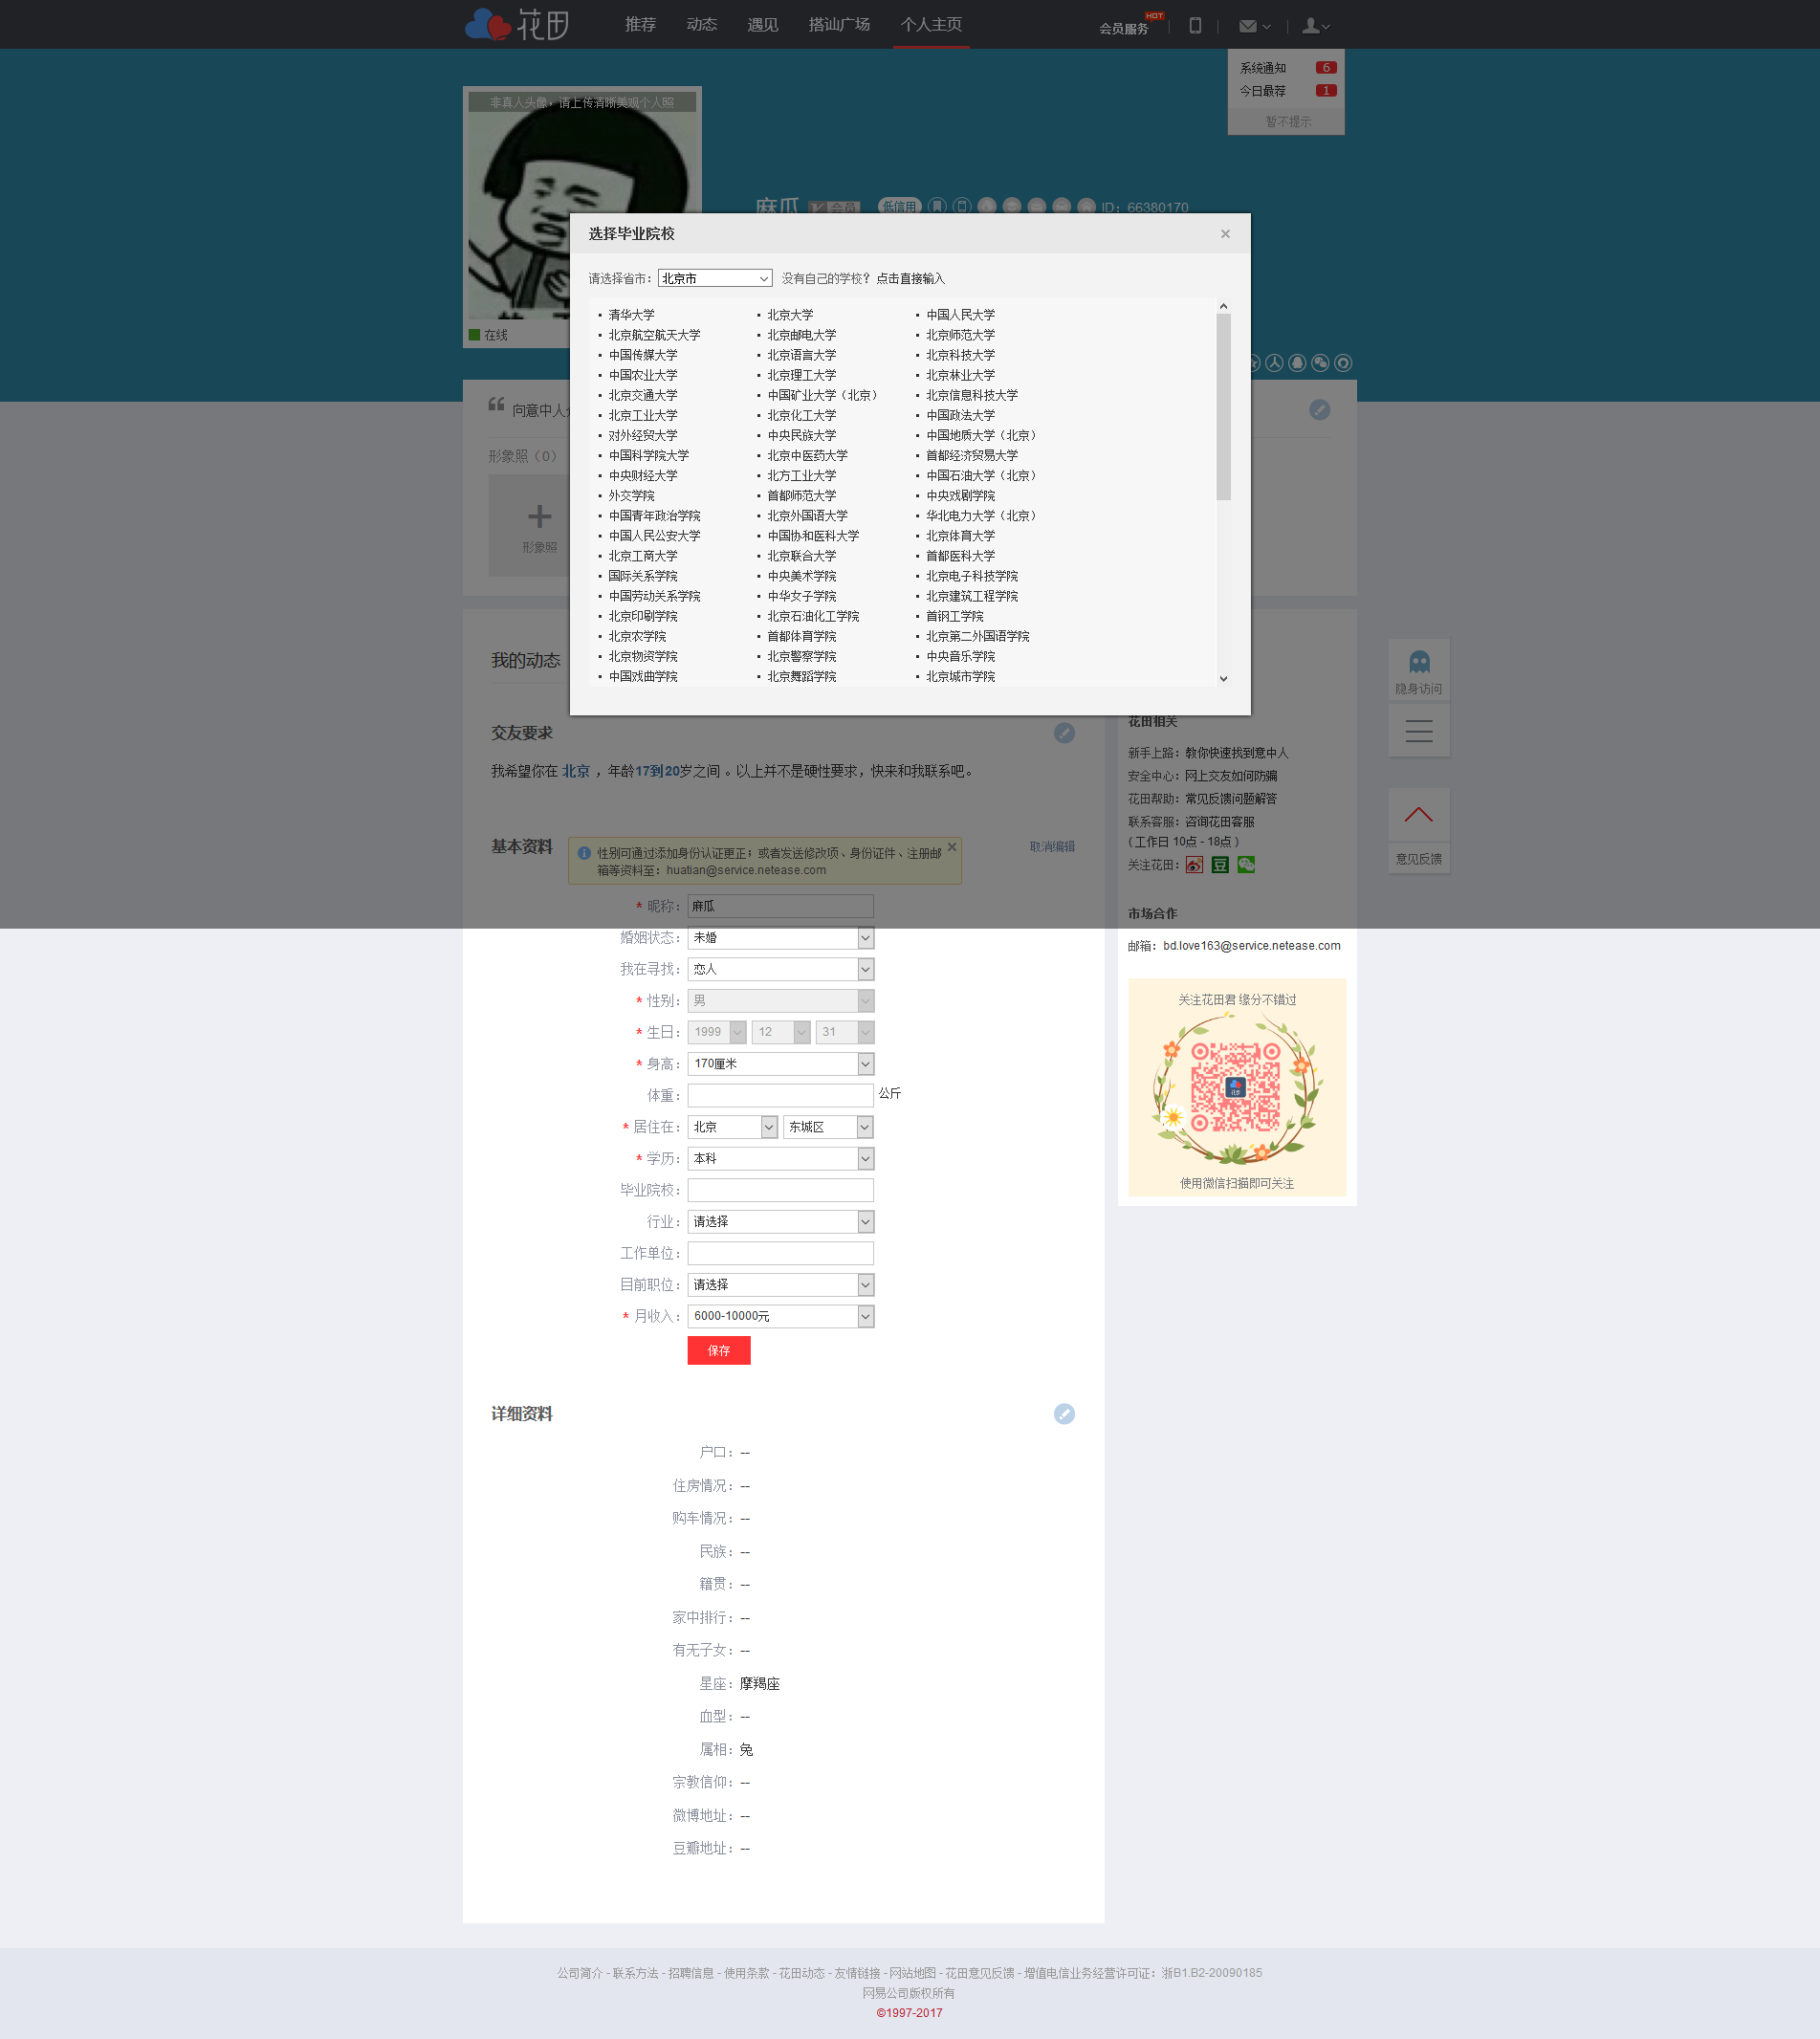 花田 推荐 动态 遇见 搭讪广场 个人主页 会员服务 HOT
系统通知 6
今日最荐 1
暂不提示
非真人头像，请上传清晰美观个人照
麻瓜 会员 低信用 ID：66380170
在线
选择毕业院校 ×
请选择省市： 北京市 没有自己的学校？点击直接输入
清华大学 北京大学 中国人民大学
北京航空航天大学 北京邮电大学 北京师范大学
中国传媒大学 北京语言大学 北京科技大学
中国农业大学 北京理工大学 北京林业大学
北京交通大学 中国矿业大学（北京） 北京信息科技大学
北京工业大学 北京化工大学 中国政法大学
对外经贸大学 中央民族大学 中国地质大学（北京）
中国科学院大学 北京中医药大学 首都经济贸易大学
中央财经大学 北方工业大学 中国石油大学（北京）
外交学院 首都师范大学 中央戏剧学院
中国青年政治学院 北京外国语大学 华北电力大学（北京）
中国人民公安大学 中国协和医科大学 北京体育大学
北京工商大学 北京联合大学 首都医科大学
国际关系学院 中央美术学院 北京电子科技学院
中国劳动关系学院 中华女子学院 北京建筑工程学院
北京印刷学院 北京石油化工学院 首钢工学院
北京农学院 首都体育学院 北京第二外国语学院
北京物资学院 北京警察学院 中央音乐学院
中国戏曲学院 北京舞蹈学院 北京城市学院
向意中人
形象照（0）
形象照
我的动态
交友要求
我希望你在 北京 ，年龄17到20岁之间 。以上并不是硬性要求，快来和我联系吧。
基本资料
性别可通过添加身份认证更正；或者发送修改项、身份证件、注册邮
箱等资料至：huatian@service.netease.com
取消编辑
* 昵称： 麻瓜
婚姻状态： 未婚
我在寻找： 恋人
* 性别： 男
* 生日： 1999 12 31
* 身高： 170厘米
体重： 公斤
* 居住在： 北京 东城区
* 学历： 本科
毕业院校：
行业： 请选择
工作单位：
目前职位： 请选择
* 月收入： 6000-10000元
保存
详细资料
户口：--
住房情况：--
购车情况：--
民族：--
籍贯：--
家中排行：--
有无子女：--
星座：摩羯座
血型：--
属相：兔
宗教信仰：--
微博地址：--
豆瓣地址：--
花田相关
新手上路：教你快速找到意中人
安全中心：网上交友如何防骗
花田帮助：常见反馈问题解答
联系客服：咨询花田客服
( 工作日 10点 - 18点 )
关注花田： 豆
市场合作
邮箱：bd.love163@service.netease.com
关注花田君 缘分不错过
使用微信扫描即可关注
隐身访问
意见反馈
公司简介 - 联系方法 - 招聘信息 - 使用条款 - 花田动态 - 友情链接 - 网站地图 - 花田意见反馈 - 增值电信业务经营许可证：浙B1.B2-20090185
网易公司版权所有
©1997-2017